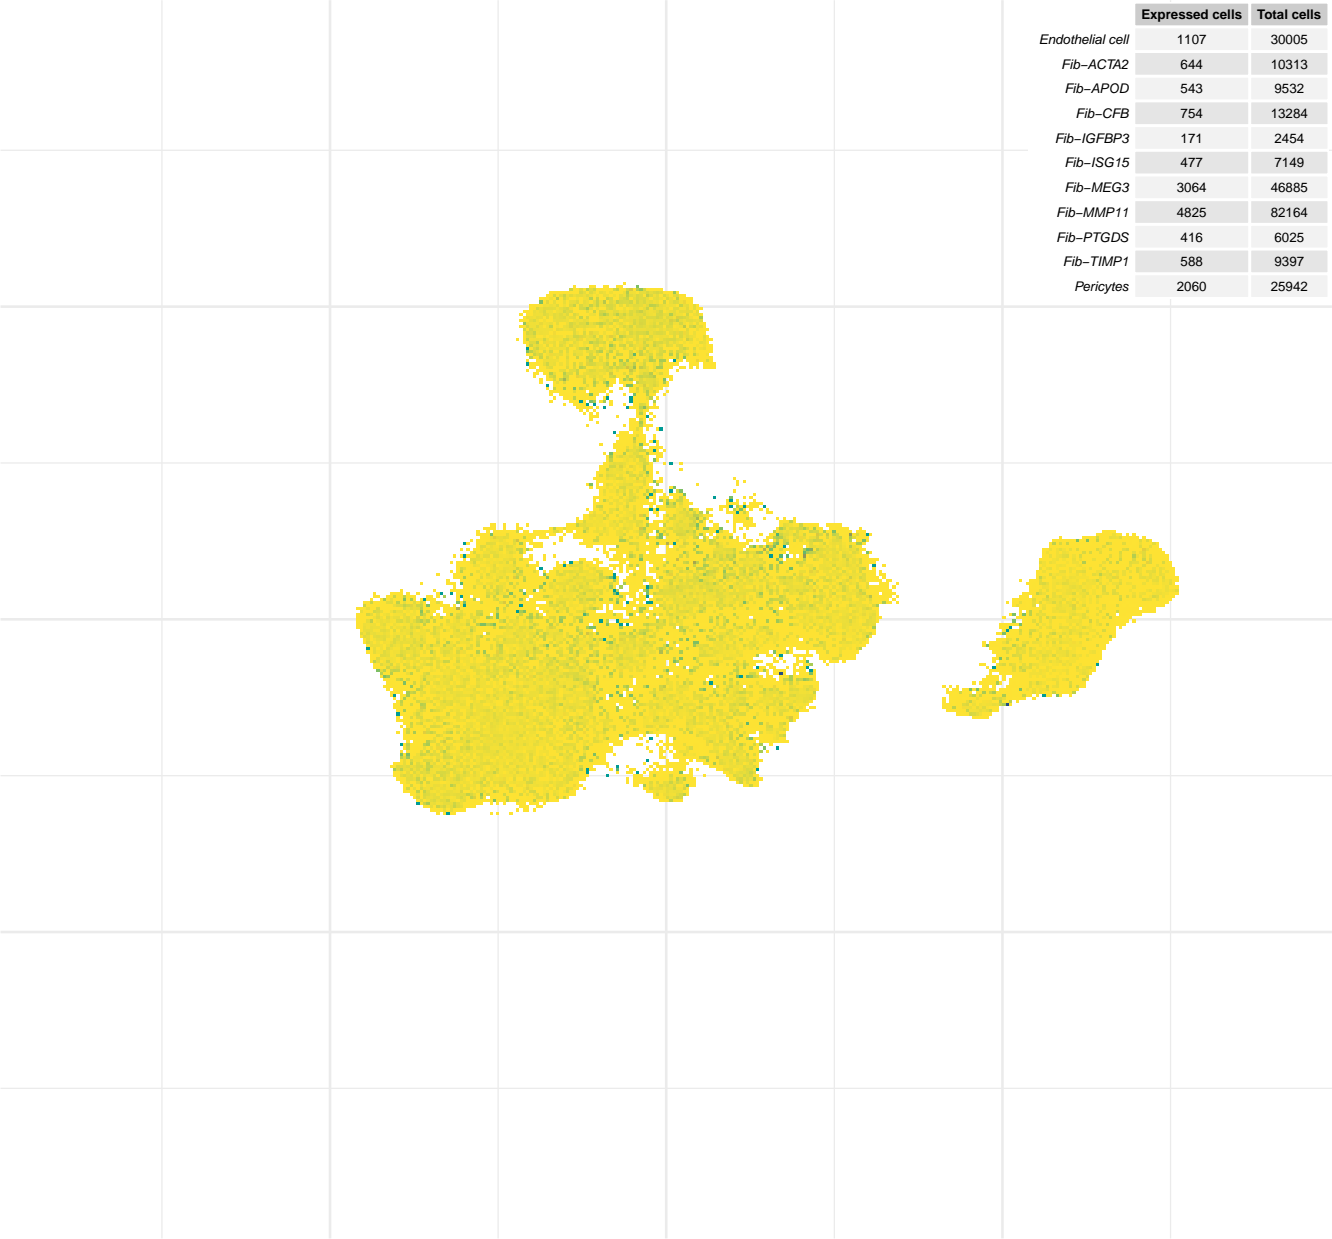 Expressed cells Total cells
Endothelial cell 1107 30005
Fib−ACTA2 644 10313
Fib−APOD 543 9532
Fib−CFB 754 13284
Fib−IGFBP3 171 2454
Fib−ISG15 477 7149
Fib−MEG3 3064 46885
Fib−MMP11 4825 82164
Fib−PTGDS 416 6025
Fib−TIMP1 588 9397
Pericytes 2060 25942